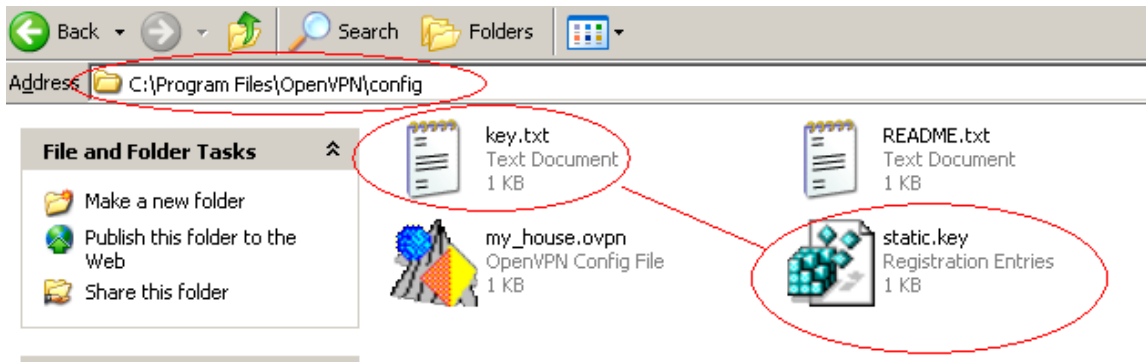 Back Search Folders
Address C:\Program Files\OpenVPN\config
File and Folder Tasks
Make a new folder
Publish this folder to the
Web
Share this folder
key.txt
Text Document
1 KB
README.txt
Text Document
1 KB
my_house.ovpn
OpenVPN Config File
1 KB
static.key
Registration Entries
1 KB